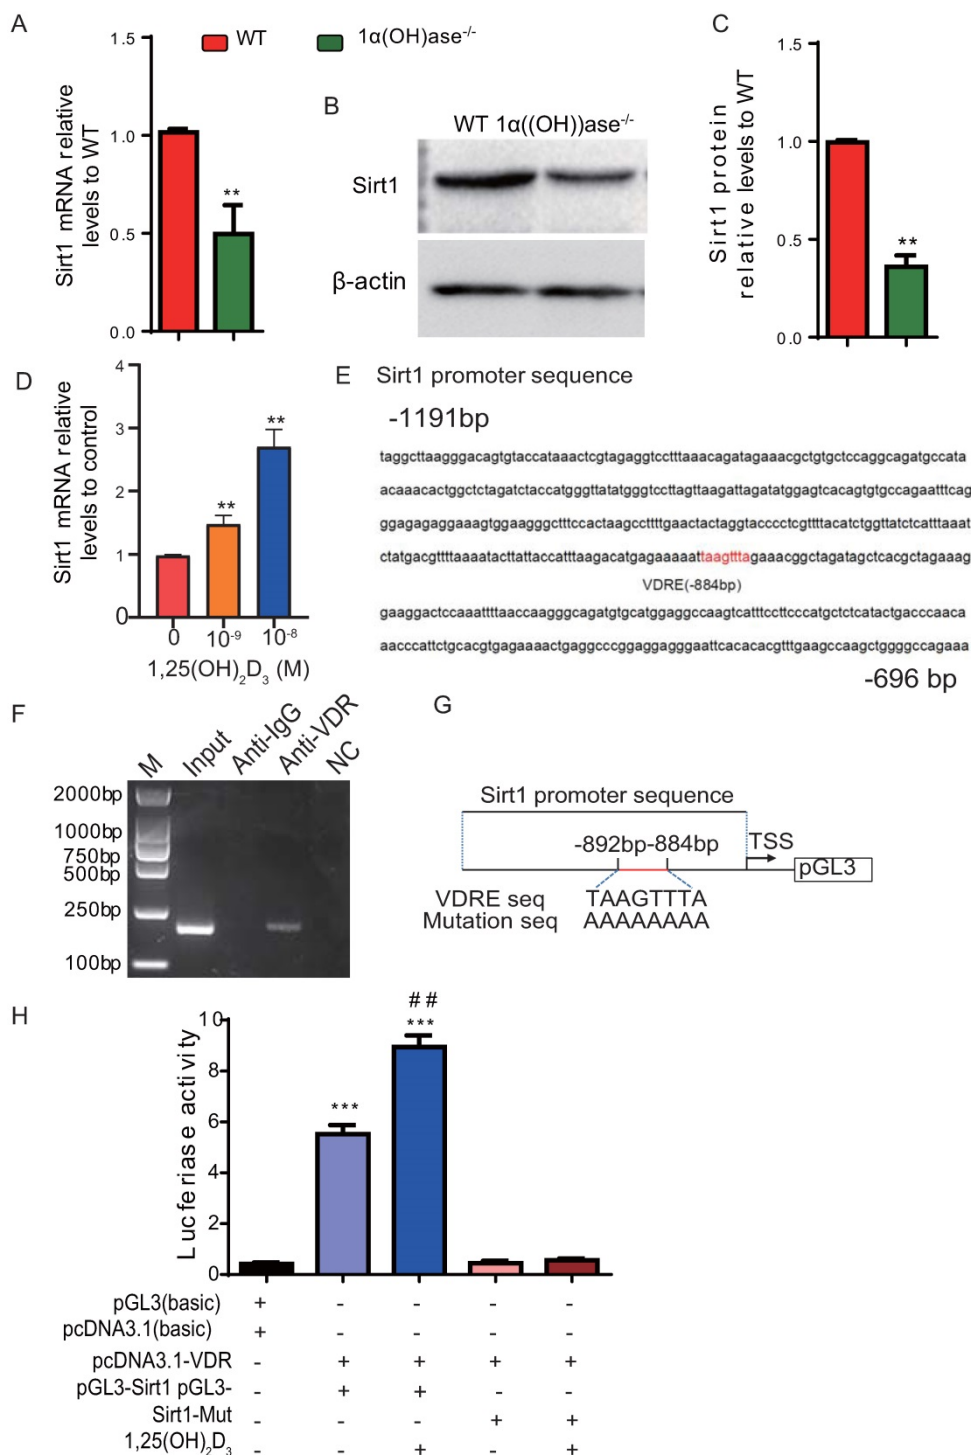 A
WT
1α(OH)ase-/-
1.5
1.0
0.5
0.0
**
Sirt1 mRNA relative
levels to WT
B
WT 1α((OH))ase-/-
Sirt1
β-actin
C
1.5
1.0
0.5
0.0
**
Sirt1 protein
relative levels to WT
D
4
3
2
1
0
**
**
Sirt1 mRNA relative
levels to control
0 10-9 10-8
1,25(OH)2D3 (M)
E Sirt1 promoter sequence
-1191bp
taggcttaagggacagtgtaccataaactcgtagaggtcctttaaacagatagaaacgctgtgctccaggcagatgccata
acaaacactggctctagatctaccatgggttatatgggtccttagttaagattagatatggagtcacagtgtgccagaatttcag
ggagagaggaaagtggaagggctttccactaagccttttgaactactaggtacccctcgttttacatctggttatctcatttaaat
ctatgacgttttaaaatacttattaccatttaagacatgagaaaaattaagtttagaaacggctagatagctcacgctagaaag
VDRE(-884bp)
gaaggactccaaattttaaccaagggcagatgtgcatggaggccaagtcatttccttcccatgctctcatactgacccaaca
aacccattctgcacgtgagaaaactgaggcccggaggagggaattcacacacgtttgaagccaagctggggccagaaa
-696 bp
F
M
Input
Anti-IgG
Anti-VDR
NC
2000bp
1000bp
750bp
500bp
250bp
100bp
G
Sirt1 promoter sequence
-892bp-884bp
TSS
pGL3
VDRE seq TAAGTTTA
Mutation seq AAAAAAAA
H
10
8
6
4
2
0
***
##
***
Luciferiase activity
pGL3(basic) + - - - -
pcDNA3.1(basic) + - - - -
pcDNA3.1-VDR - + + + +
pGL3-Sirt1 pGL3- - + + - -
Sirt1-Mut - - - + +
1,25(OH)2D3 - - + - +